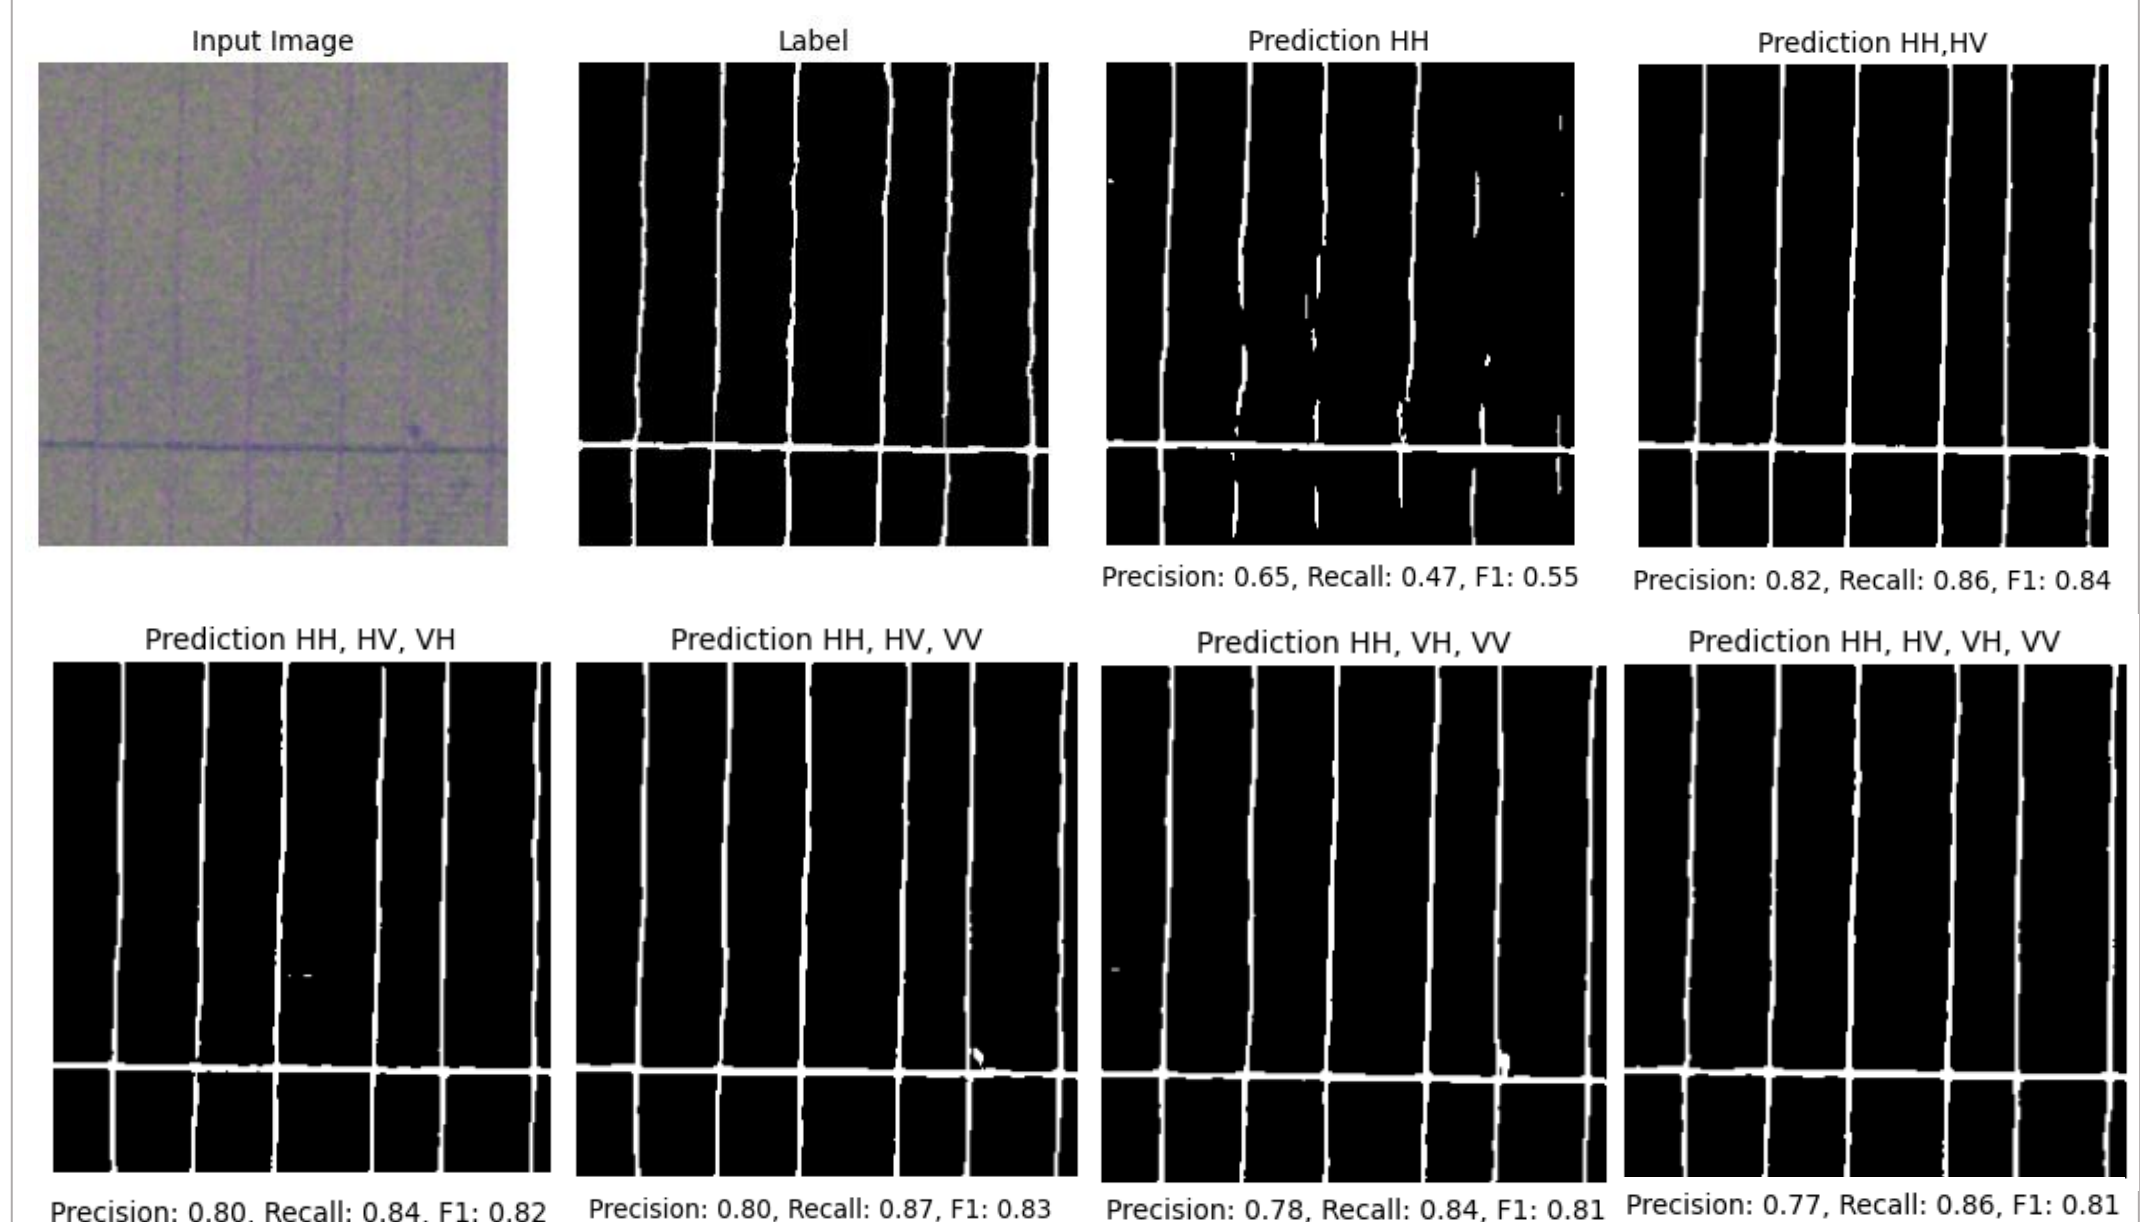 Input Image
Label
Prediction HH
Prediction HH,HV
Precision: 0.65, Recall: 0.47, F1: 0.55
Precision: 0.82, Recall: 0.86, F1: 0.84
Prediction HH, HV, VH
Prediction HH, HV, VV
Prediction HH, VH, VV
Prediction HH, HV, VH, VV
Precision: 0.80, Recall: 0.84, F1: 0.82
Precision: 0.80, Recall: 0.87, F1: 0.83
Precision: 0.78, Recall: 0.84, F1: 0.81
Precision: 0.77, Recall: 0.86, F1: 0.81